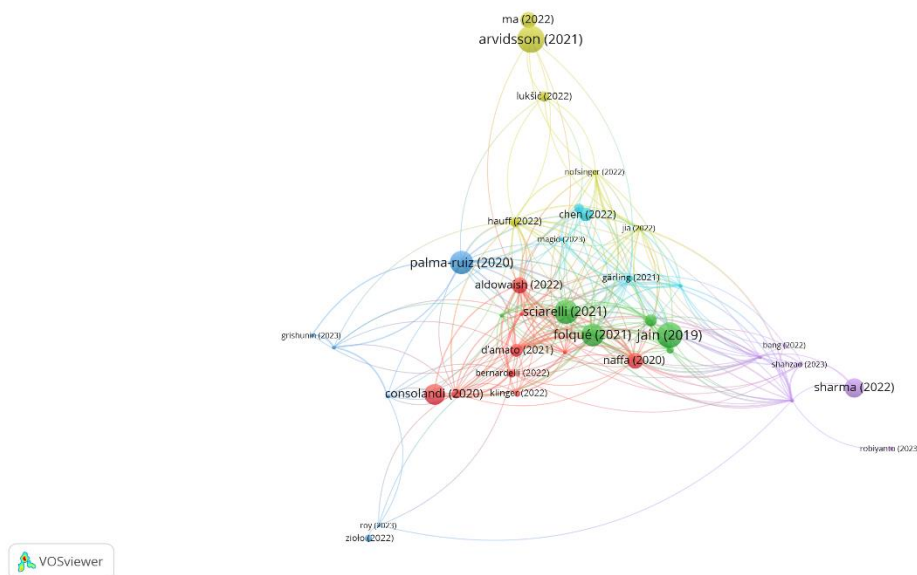 ma (2022)
arvidsson (2021)
lukšić (2022)
nofsinger (2022)
hauff (2022)
chen (2022)
jia (2022)
magio (2023)
palma-ruiz (2020)
gärling (2021)
aldowaish (2022)
sciarelli (2021)
grishunin (2023)
folqué (2021)
jain (2019)
d'amato (2021)
naffa (2020)
bong (2022)
shahzad (2023)
bernardelli (2022)
consolandi (2020)
klinger (2022)
sharma (2022)
robiyanto (2023
roy (2023)
zioło (2022)
VOSviewer